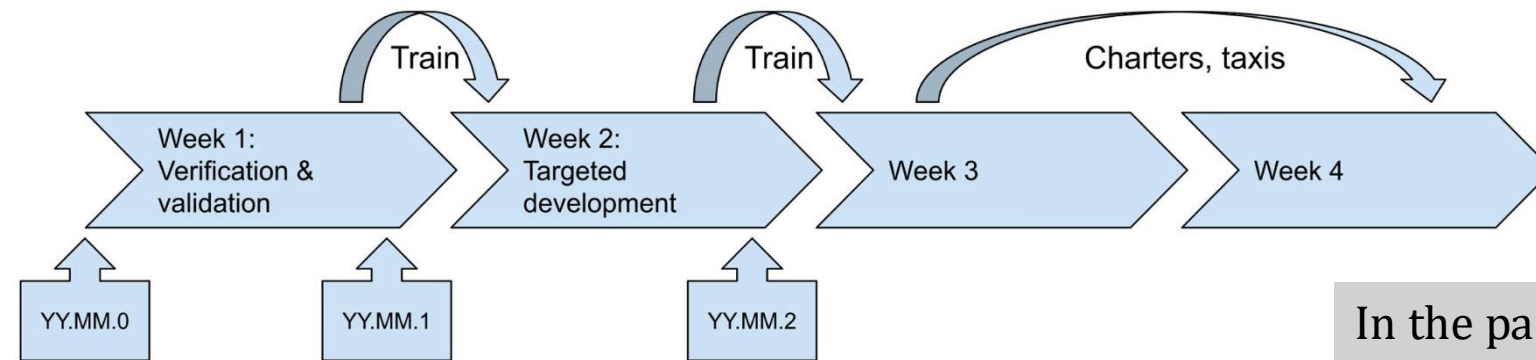 Train
Train
Charters, taxis
Week 1:
Verification &
validation
Week 2:
Targeted
development
Week 3
Week 4
YY.MM.0
YY.MM.1
YY.MM.2
In the pa